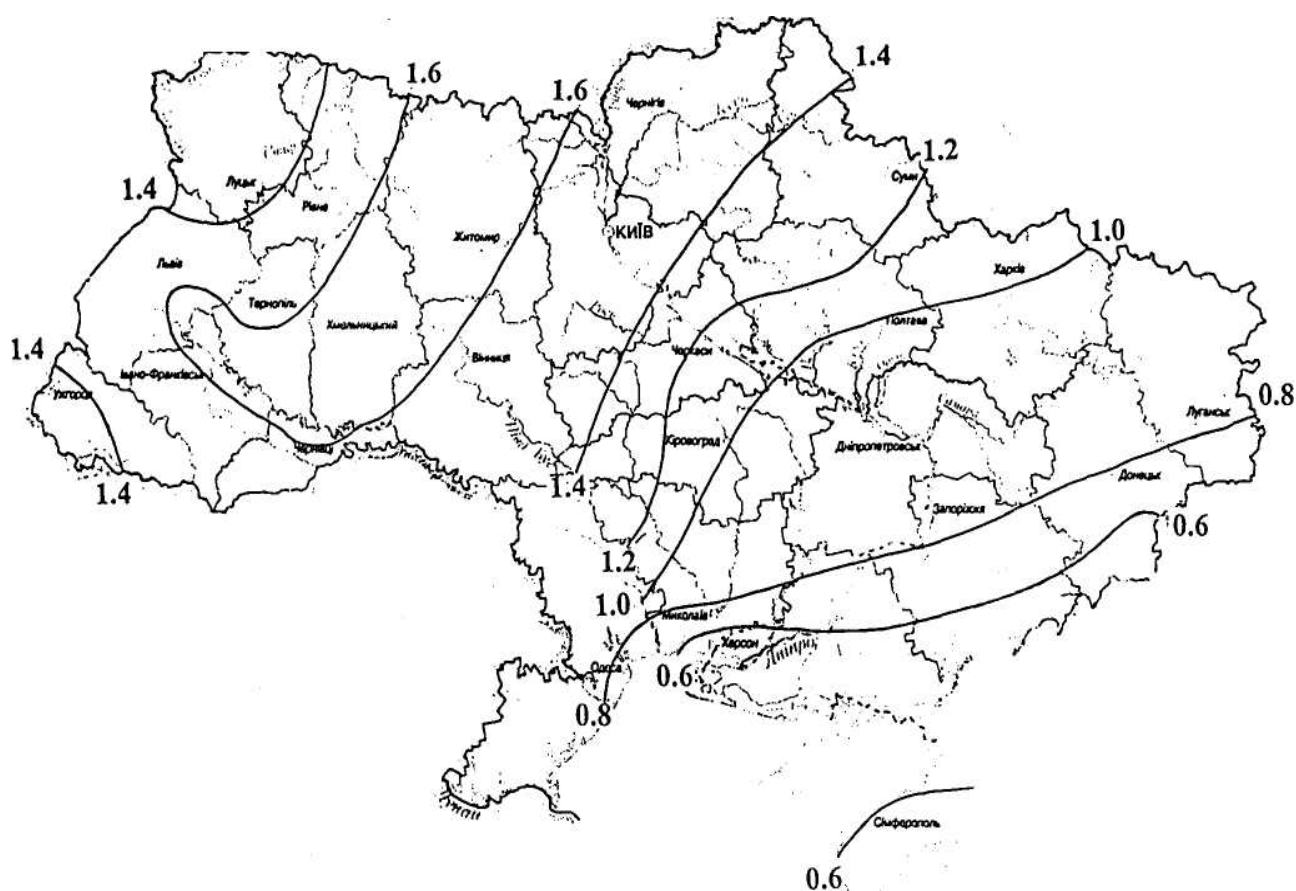 1.4
1.6
1.6
Чернігів
1.2
Суми
Луцьк
1.4
Рівне
КИЇВ
Житомир
1.0
Харків
Львів
Тернопіль
Хмельницький
Полтава
1.4
Вінниця
Черкаси
Івано-Франківськ
Ужгород
0.8
Луганськ
Кіровоград
Дніпропетровськ
Чернівці
1.4
Донецьк
1.4
Запоріжжя
0.6
1.2
1.0
Миколаїв
Херсон
Дніпро
Одеса
0.6
0.8
Дунай
Сімферополь
0.6